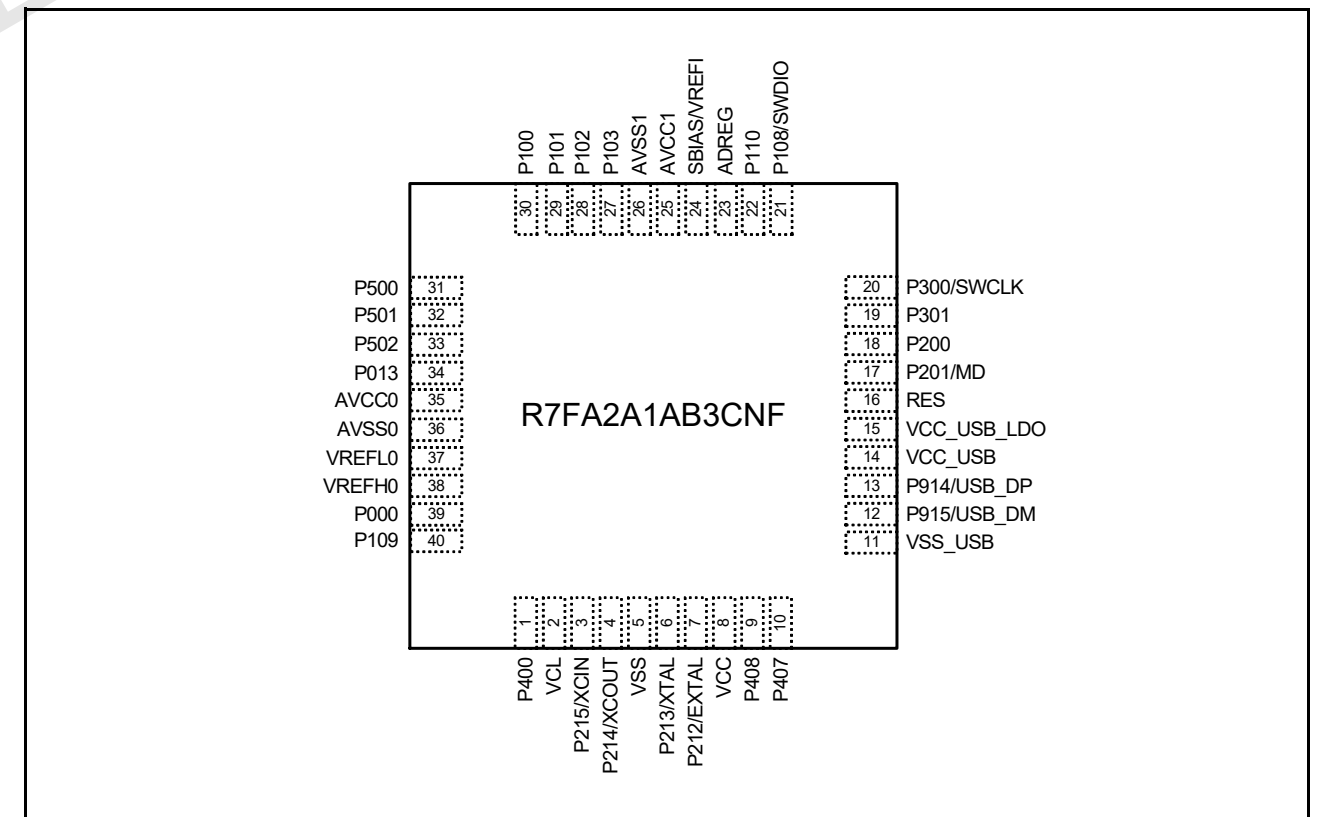 P100
P101
P102
P103
AVSS1
AVCC1
SBIAS/VREFI
ADREG
P110
P108/SWDIO
30
29
28
27
26
25
24
23
22
21
P500 31
P501 32
P502 33
P013 34
AVCC0 35
AVSS0 36
VREFL0 37
VREFH0 38
P000 39
P109 40
R7FA2A1AB3CNF
20 P300/SWCLK
19 P301
18 P200
17 P201/MD
16 RES
15 VCC_USB_LDO
14 VCC_USB
13 P914/USB_DP
12 P915/USB_DM
11 VSS_USB
1
2
3
4
5
6
7
8
9
10
P400
VCL
P215/XCIN
P214/XCOUT
VSS
P213/XTAL
P212/EXTAL
VCC
P408
P407